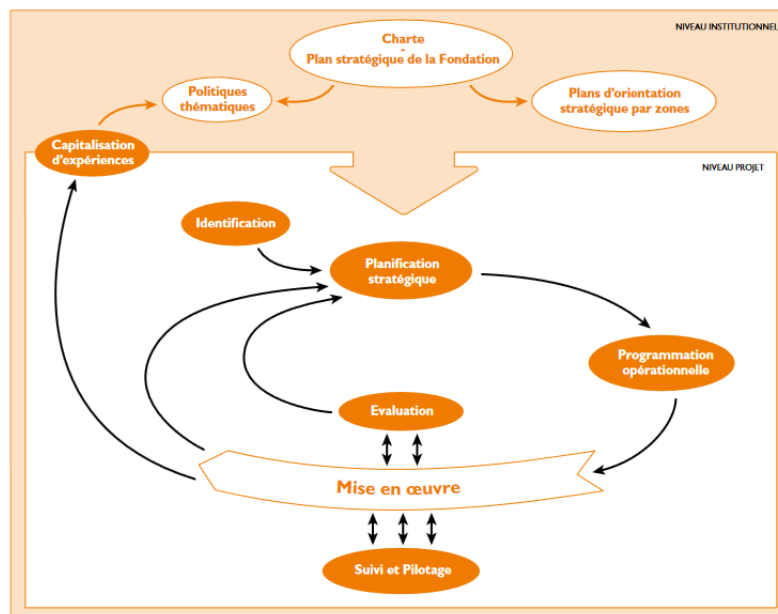 NIVEAU INSTITUTIONNEL
Charte
-
Plan stratégique de la Fondation
Politiques
thématiques
Plans d'orientation
stratégique par zones
Capitalisation
d'expériences
NIVEAU PROJET
Identification
Planification
stratégique
Programmation
opérationnelle
Evaluation
Mise en œuvre
Suivi et Pilotage